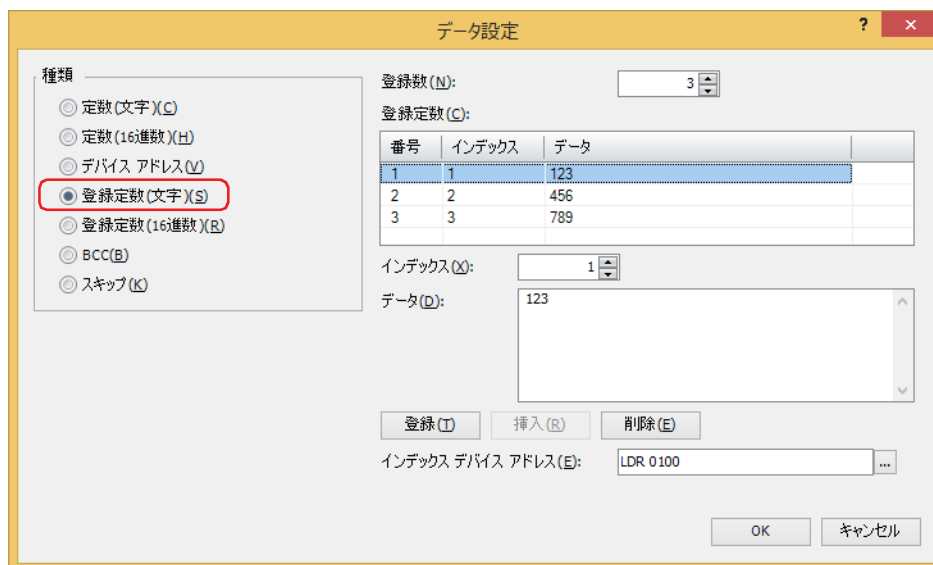 データ設定
?
×
種類
定数(文字)(C)
定数(16進数)(H)
デバイス アドレス(V)
登録定数(文字)(S)
登録定数(16進数)(R)
BCC(B)
スキップ(K)
登録数(N): 3
登録定数(C):
番号 インデックス データ
1 1 123
2 2 456
3 3 789
インデックス(X): 1
データ(D): 123
登録(T) 挿入(R) 削除(E)
インデックス デバイス アドレス(E): LDR 0100 ...
OK キャンセル